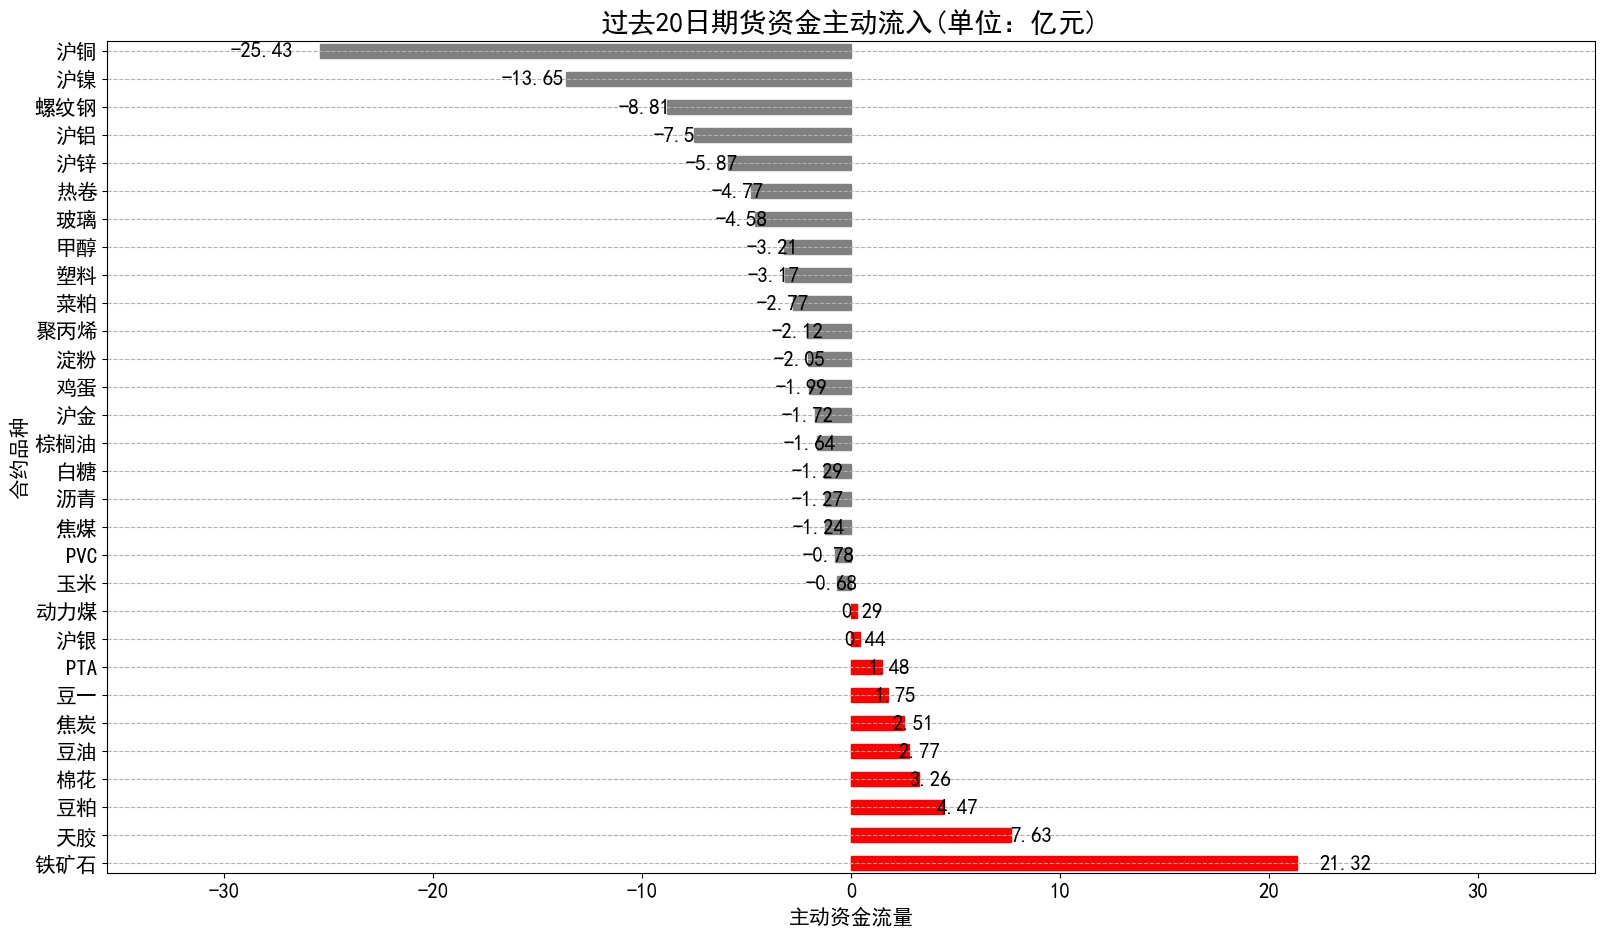 过去20日期货资金主动流入(单位：亿元)
沪铜 -25.43
沪镍 -13.65
螺纹钢 -8.81
沪铝 -7.5
沪锌 -5.87
热卷 -4.77
玻璃 -4.58
甲醇 -3.21
塑料 -3.17
菜粕 -2.77
聚丙烯 -2.12
淀粉 -2.05
鸡蛋 -1.99
沪金 -1.72
棕榈油 -1.64
白糖 -1.29
沥青 -1.27
焦煤 -1.24
PVC -0.78
玉米 -0.68
动力煤 0.29
沪银 0.44
PTA 1.48
豆一 1.75
焦炭 2.51
豆油 2.77
棉花 3.26
豆粕 4.47
天胶 7.63
铁矿石 21.32
合约品种
-30 -20 -10 0 10 20 30
主动资金流量